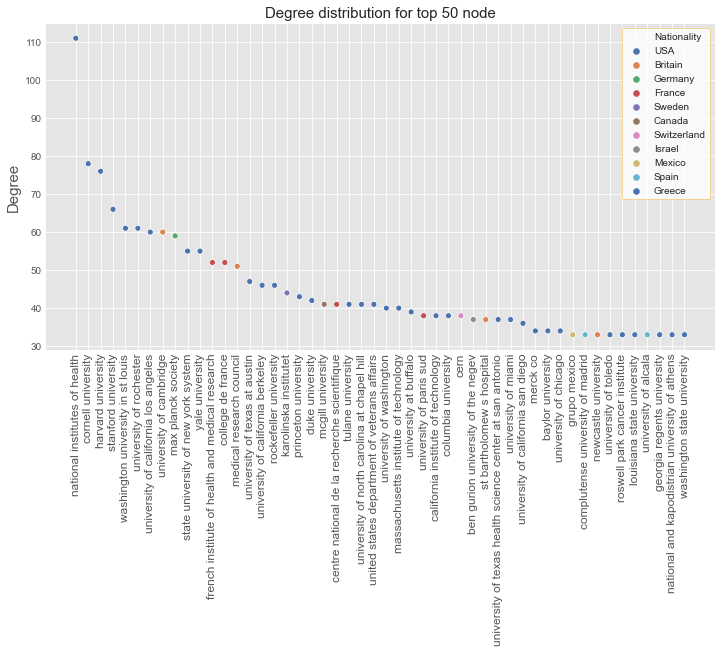 Degree distribution for top 50 node
Degree
110
100
90
80
70
60
50
40
30
Nationality
USA
Britain
Germany
France
Sweden
Canada
Switzerland
Israel
Mexico
Spain
Greece
national institutes of health
cornell university
harvard university
stanford university
washington university in st louis
university of rochester
university of california los angeles
university of cambridge
max planck society
state university of new york system
yale university
french institute of health and medical research
college de france
medical research council
university of texas at austin
university of california berkeley
rockefeller university
karolinska institutet
princeton university
duke university
mcgill university
centre national de la recherche scientifique
tulane university
university of north carolina at chapel hill
united states department of veterans affairs
university of washington
massachusetts institute of technology
university at buffalo
university of paris sud
california institute of technology
columbia university
cern
ben gurion university of the negev
st bartholomew s hospital
university of texas health science center at san antonio
university of miami
university of california san diego
merck co
baylor university
university of chicago
grupo mexico
complutense university of madrid
newcastle university
university of toledo
roswell park cancer institute
louisiana state university
university of alcala
georgia regents university
national and kapodistrian university of athens
washington state university